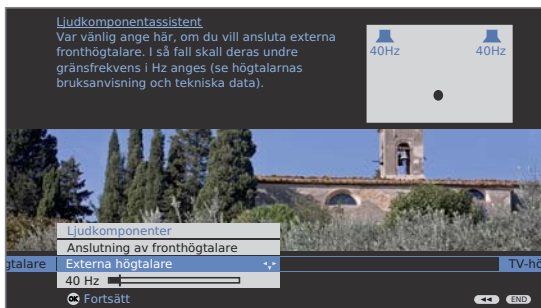 Ljudkomponentassistent
Var vänlig ange här, om du vill ansluta externa
fronthögtalare. I så fall skall deras undre
gränsfrekvens i Hz anges (se högtalarnas
bruksanvisning och tekniska data).
40Hz 40Hz
Ljudkomponenter
Anslutning av fronthögtalare
gtalare Externa högtalare TV-hö
40 Hz
OK Fortsätt
END